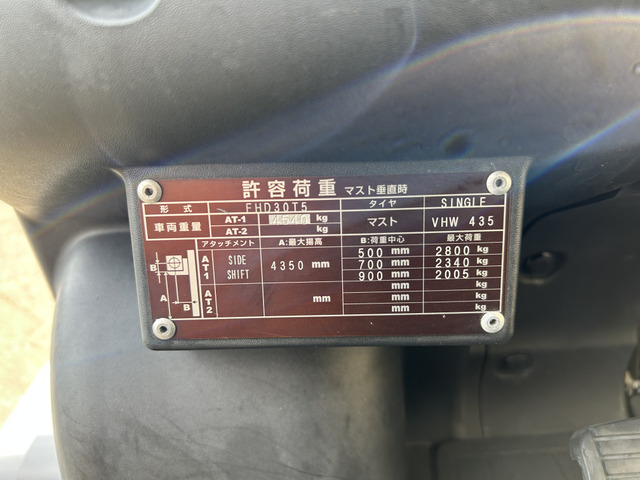 許容荷重 マスト垂直時
形式 FHD30T5 タイヤ SINGLE
車両重量 AT-1 4540 kg マスト VHW 435
AT-2 kg
アタッチメント A:最大揚高 B:荷重中心 最大荷重
AT1 SIDE SHIFT 4350 mm 500 mm 2800 kg
700 mm 2340 kg
900 mm 2005 kg
AT2 mm mm kg
mm kg
B
A
B